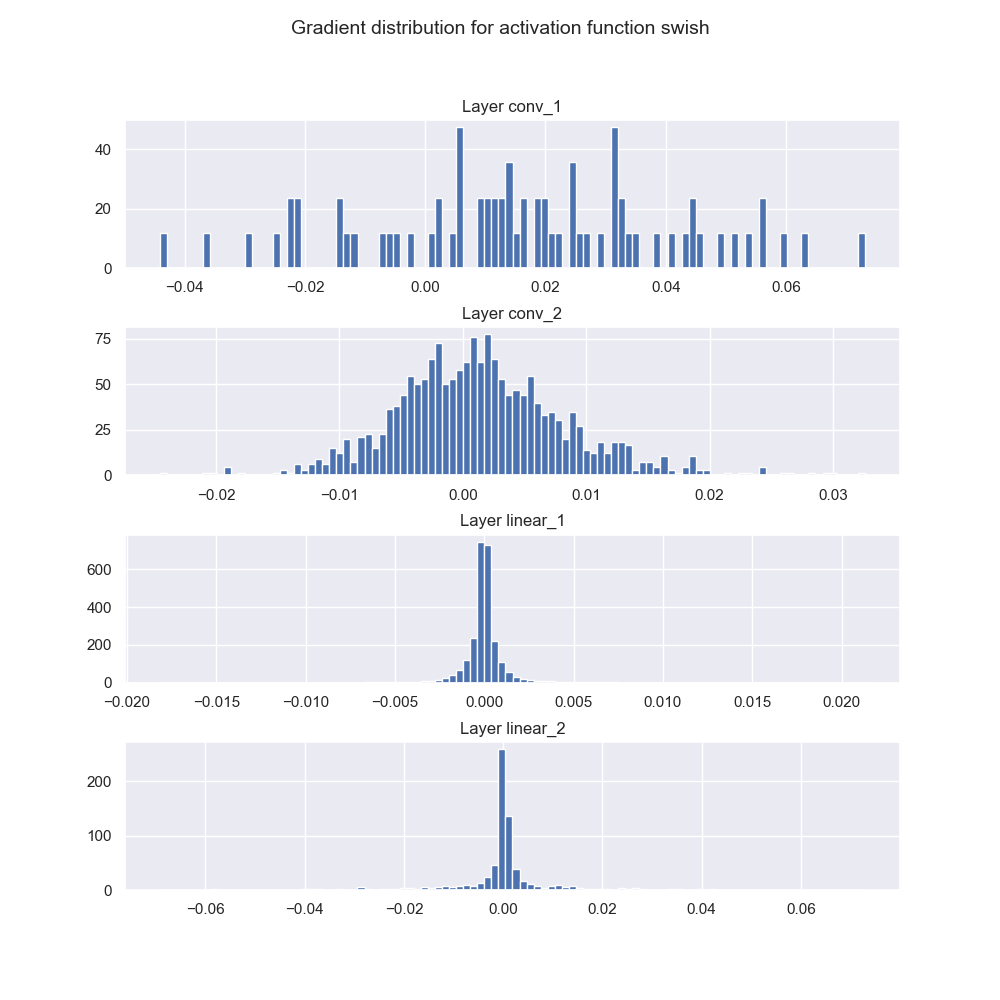 Gradient distribution for activation function swish
Layer conv_1
40
20
0
−0.04 −0.02 0.00 0.02 0.04 0.06
Layer conv_2
75
50
25
0
−0.02 −0.01 0.00 0.01 0.02 0.03
Layer linear_1
600
400
200
0
−0.020 −0.015 −0.010 −0.005 0.000 0.005 0.010 0.015 0.020
Layer linear_2
200
100
0
−0.06 −0.04 −0.02 0.00 0.02 0.04 0.06